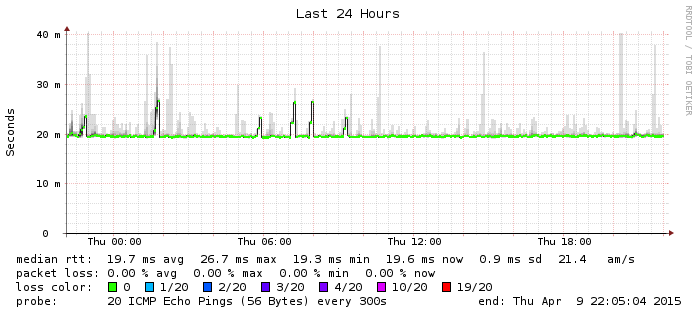 Last 24 Hours
RRDTOOL / TOBI OETIKER
Seconds
40 m
30 m
20 m
10 m
0
Thu 00:00 Thu 06:00 Thu 12:00 Thu 18:00
median rtt: 19.7 ms avg 26.7 ms max 19.3 ms min 19.6 ms now 0.9 ms sd 21.4 am/s
packet loss: 0.00 % avg 0.00 % max 0.00 % min 0.00 % now
loss color: 0 1/20 2/20 3/20 4/20 10/20 19/20
probe: 20 ICMP Echo Pings (56 Bytes) every 300s end: Thu Apr 9 22:05:04 2015